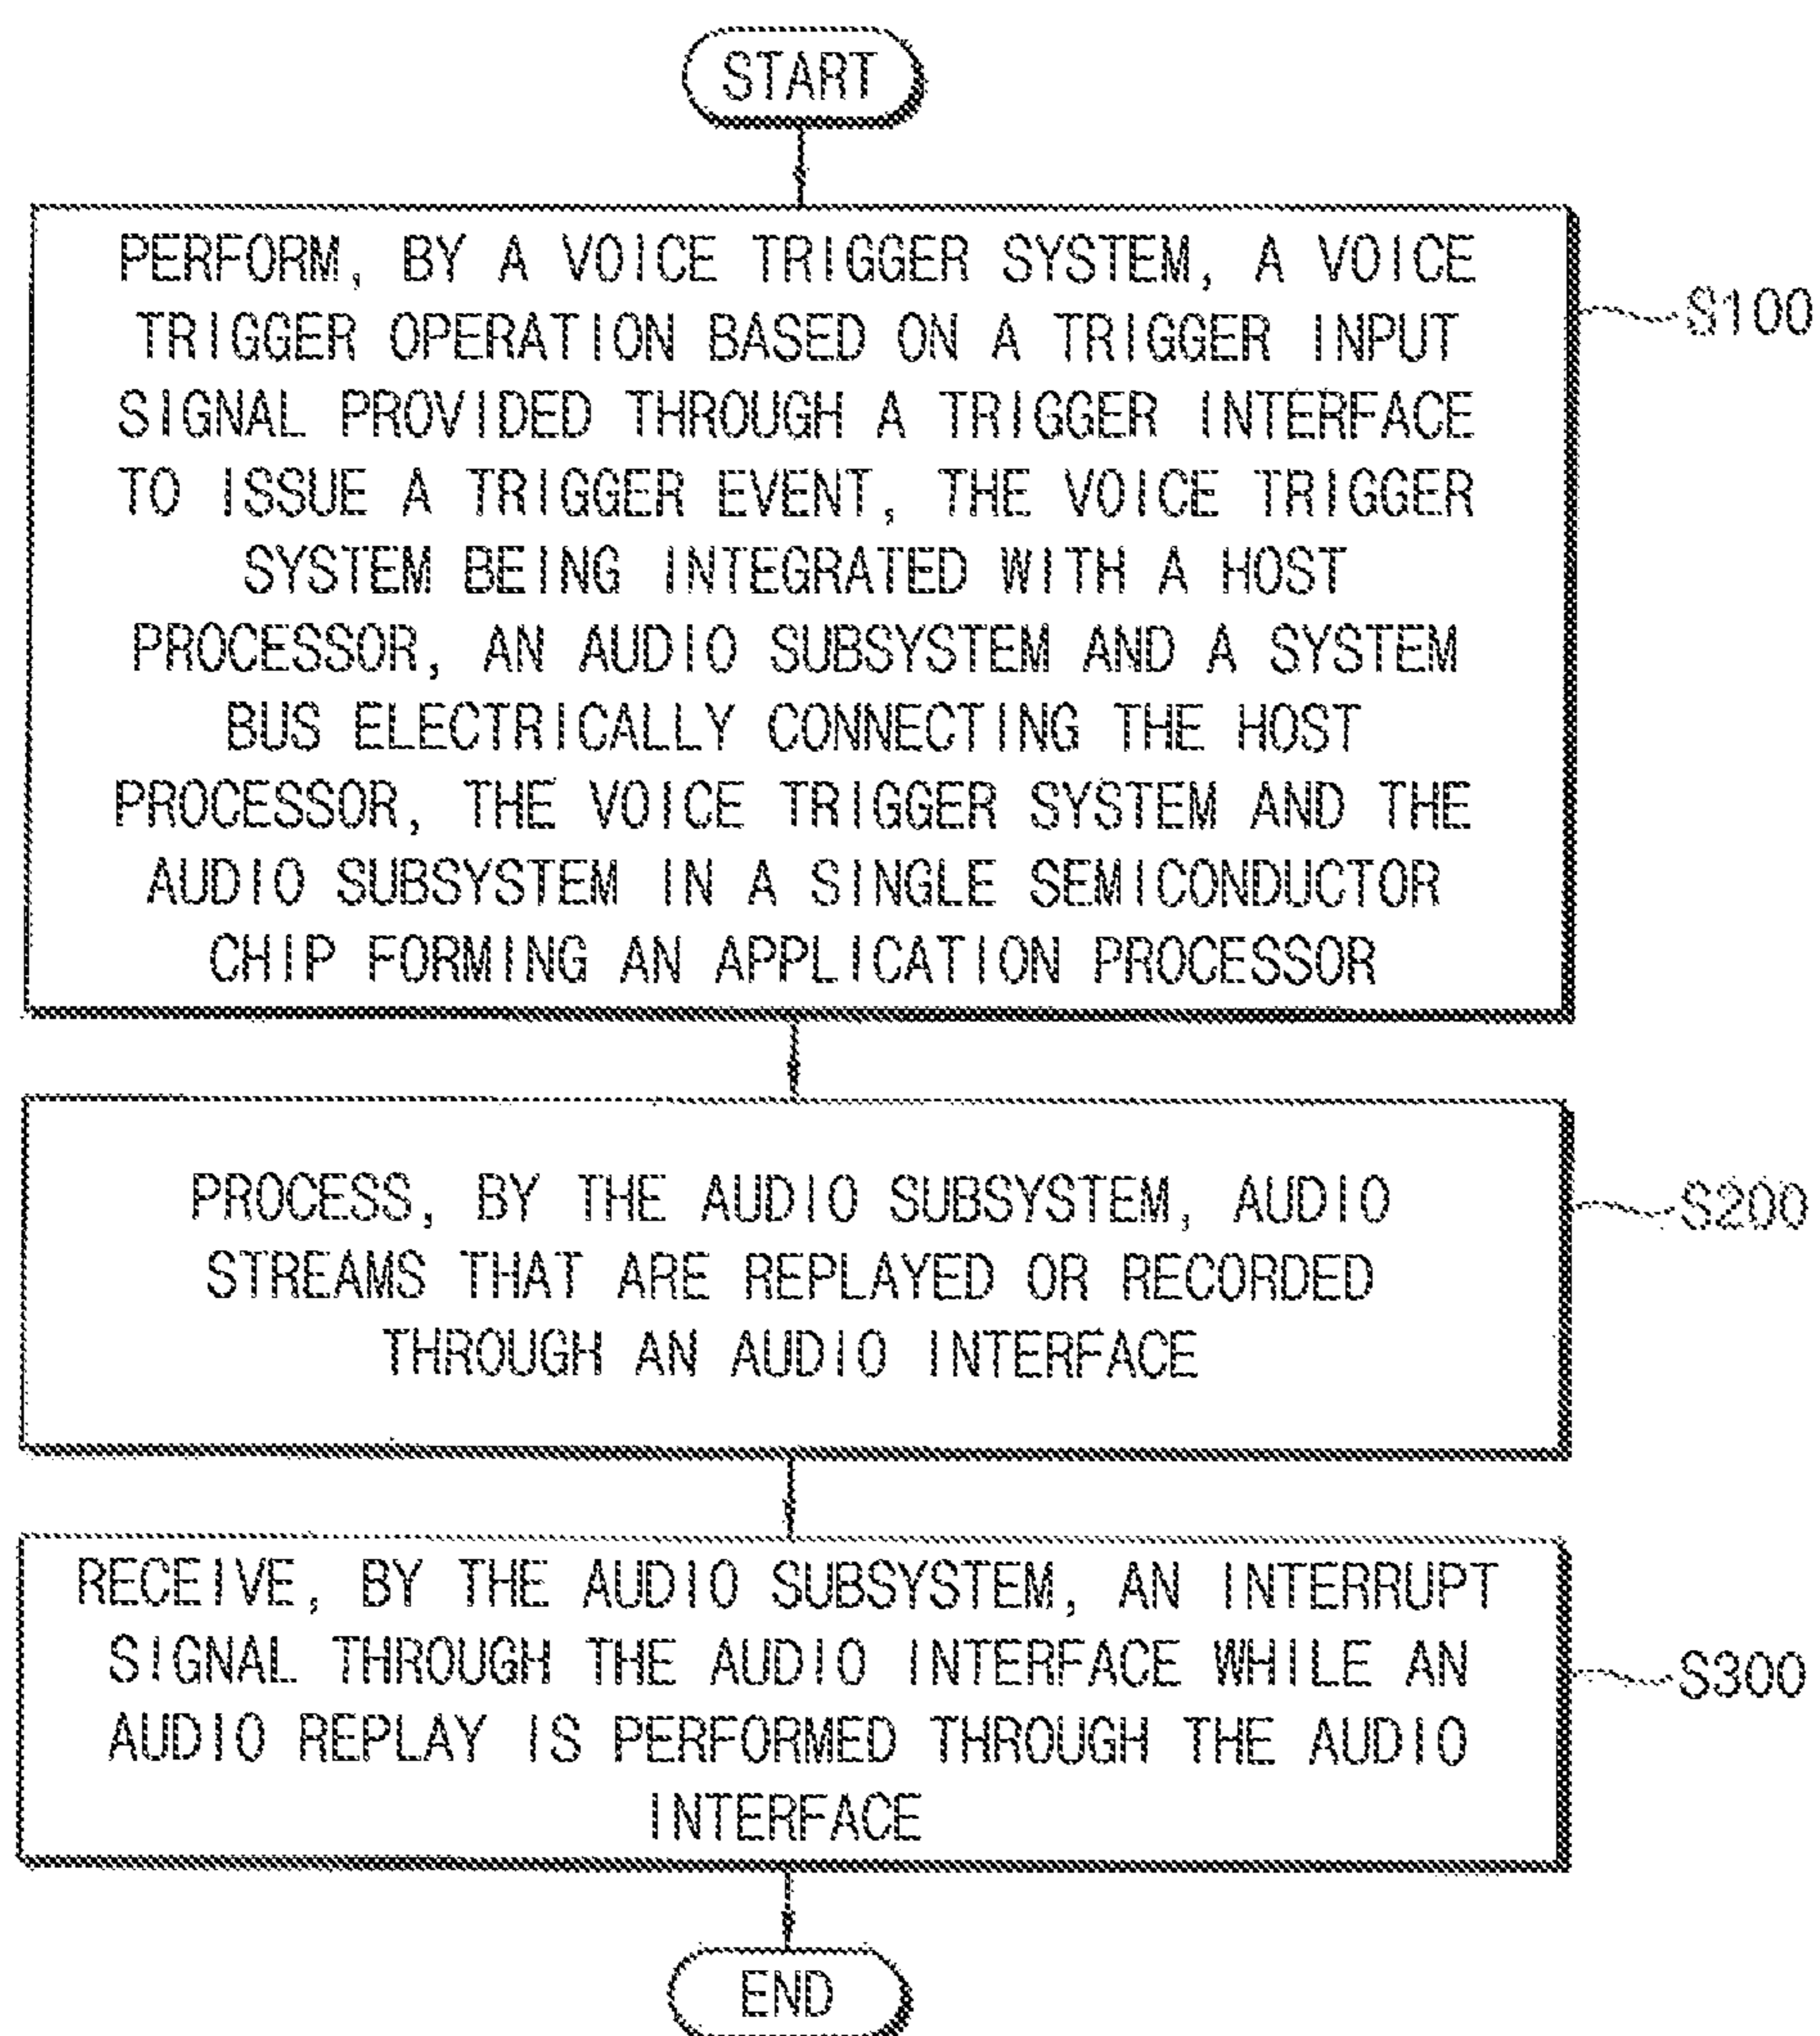 START
PERFORM, BY A VOICE TRIGGER SYSTEM, A VOICE
TRIGGER OPERATION BASED ON A TRIGGER INPUT
SIGNAL PROVIDED THROUGH A TRIGGER INTERFACE
TO ISSUE A TRIGGER EVENT, THE VOICE TRIGGER
SYSTEM BEING INTEGRATED WITH A HOST
PROCESSOR, AN AUDIO SUBSYSTEM AND A SYSTEM
BUS ELECTRICALLY CONNECTING THE HOST
PROCESSOR, THE VOICE TRIGGER SYSTEM AND THE
AUDIO SUBSYSTEM IN A SINGLE SEMICONDUCTOR
CHIP FORMING AN APPLICATION PROCESSOR
S100
PROCESS, BY THE AUDIO SUBSYSTEM, AUDIO
STREAMS THAT ARE REPLAYED OR RECORDED
THROUGH AN AUDIO INTERFACE
S200
RECEIVE, BY THE AUDIO SUBSYSTEM, AN INTERRUPT
SIGNAL THROUGH THE AUDIO INTERFACE WHILE AN
AUDIO REPLAY IS PERFORMED THROUGH THE AUDIO
INTERFACE
S300
END